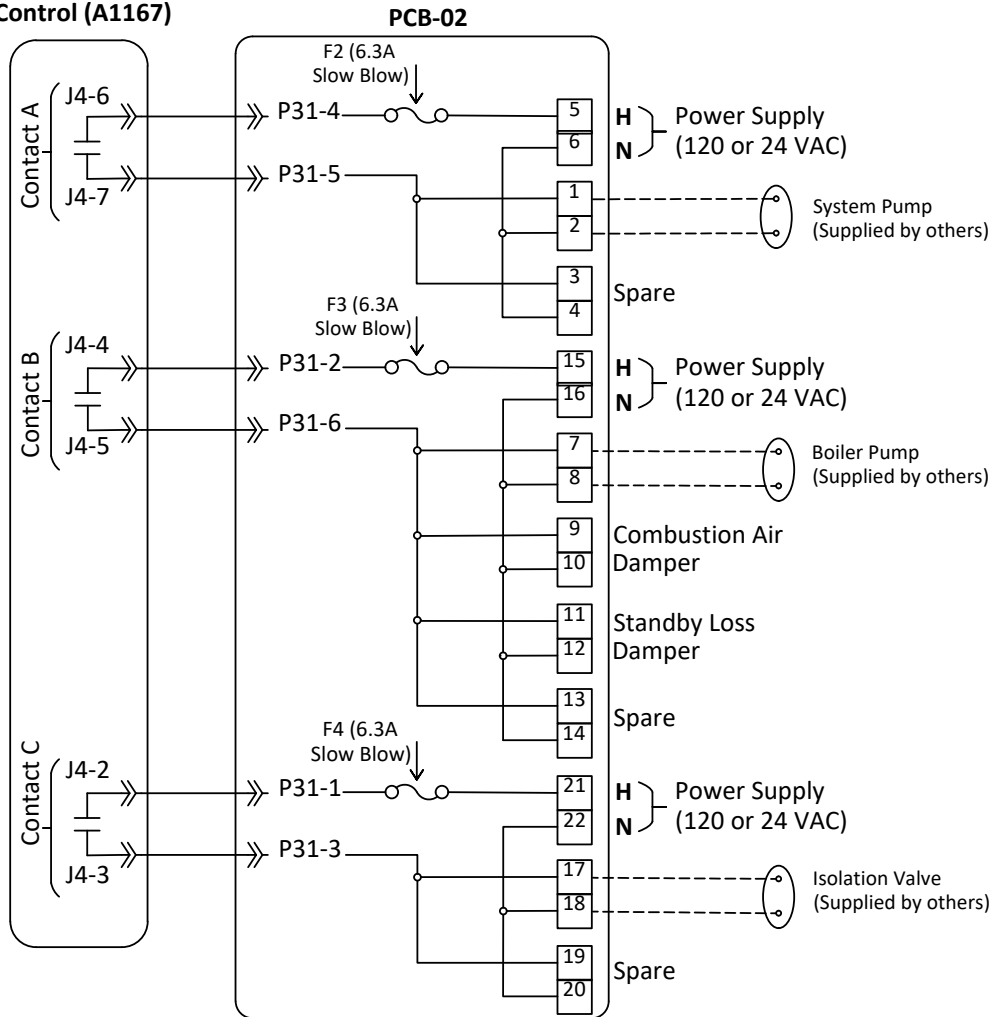 Control (A1167)
PCB-02
Contact A
J4-6
J4-7
F2 (6.3A
Slow Blow)
P31-4
P31-5
5
6
H
N
Power Supply
(120 or 24 VAC)
1
2
System Pump
(Supplied by others)
3
4
Spare
Contact B
J4-4
J4-5
F3 (6.3A
Slow Blow)
P31-2
P31-6
15
16
H
N
Power Supply
(120 or 24 VAC)
7
8
Boiler Pump
(Supplied by others)
9
10
Combustion Air
Damper
11
12
Standby Loss
Damper
13
14
Spare
Contact C
J4-2
J4-3
F4 (6.3A
Slow Blow)
P31-1
P31-3
21
22
H
N
Power Supply
(120 or 24 VAC)
17
18
Isolation Valve
(Supplied by others)
19
20
Spare